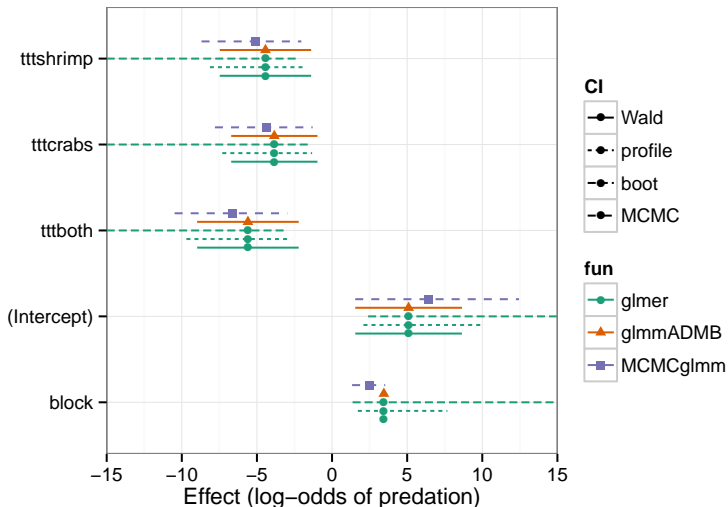 tttshrimp
tttcrabs
tttboth
(Intercept)
block
−15 −10 −5 0 5 10 15
Effect (log−odds of predation)
CI
Wald
profile
boot
MCMC
fun
glmer
glmmADMB
MCMCglmm